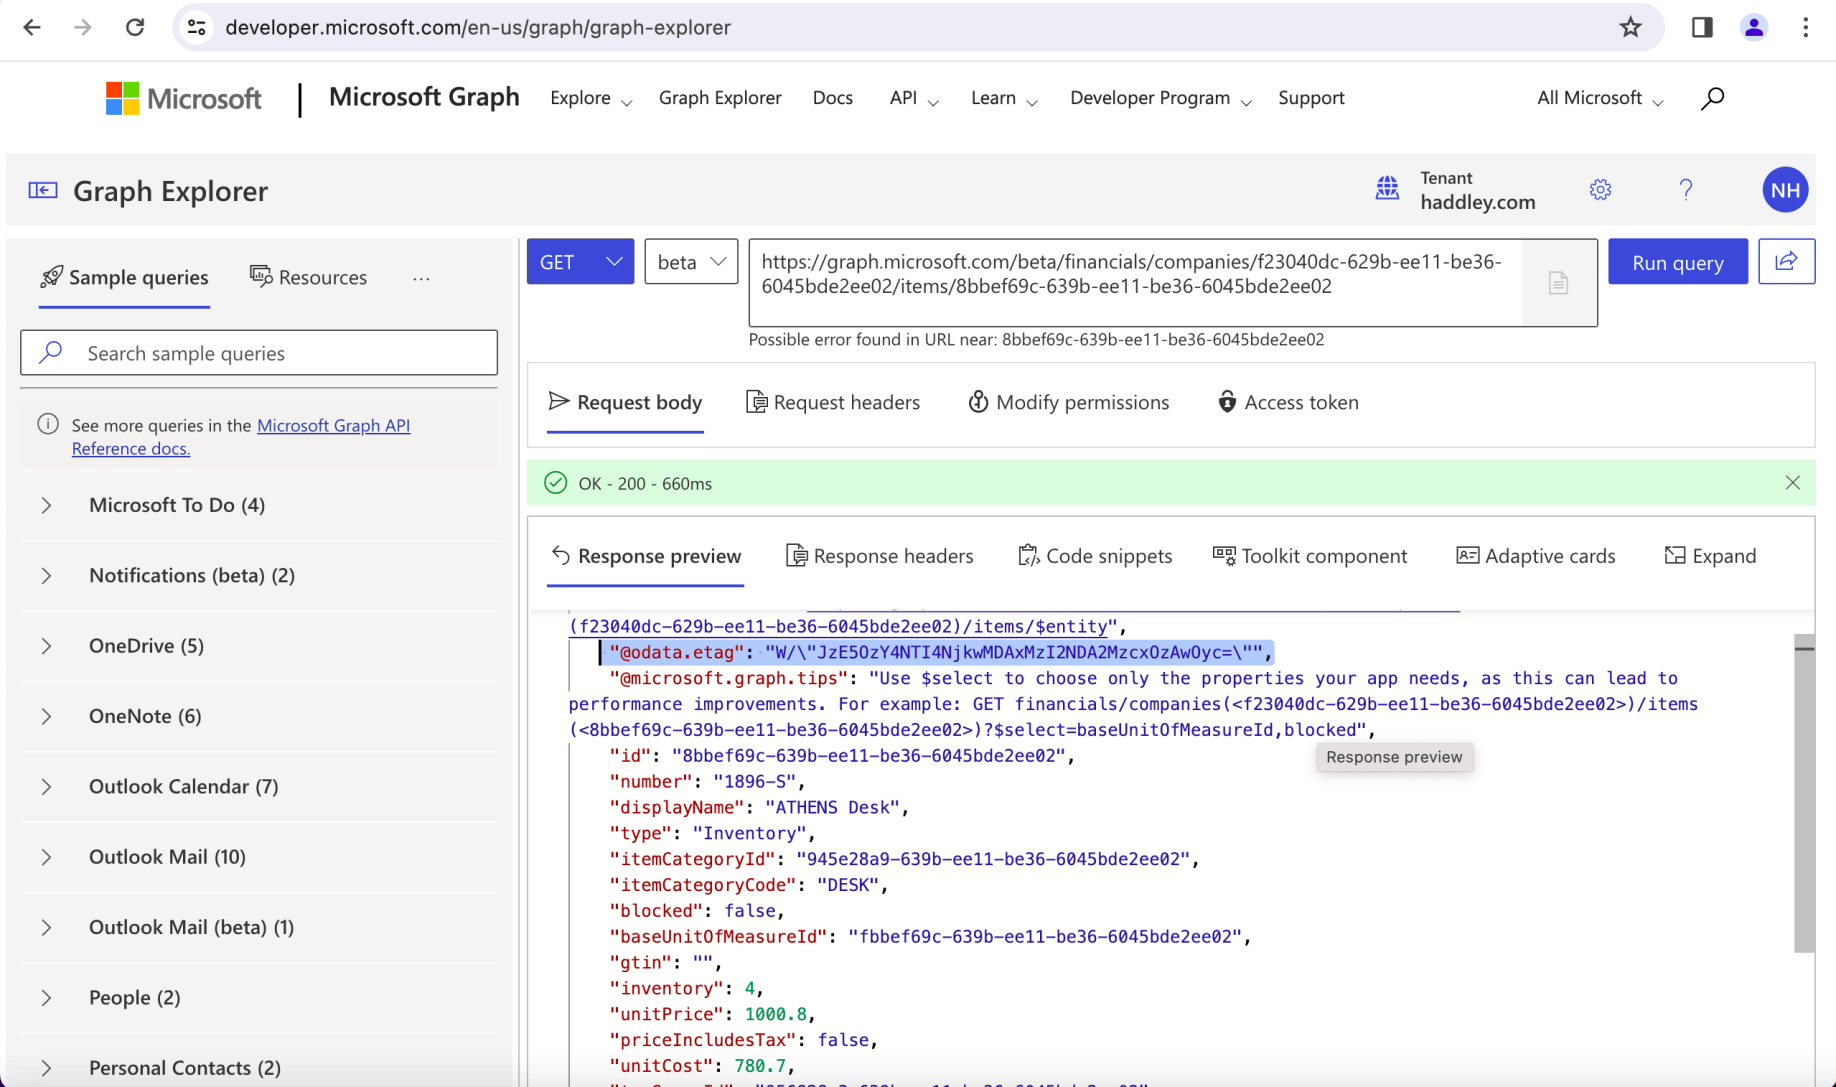 developer.microsoft.com/en-us/graph/graph-explorer
Microsoft
Microsoft Graph
Explore
Graph Explorer
Docs
API
Learn
Developer Program
Support
All Microsoft
Graph Explorer
Tenant
haddley.com
?
NH
Sample queries
Resources
...
Search sample queries
See more queries in the Microsoft Graph API
Reference docs.
Microsoft To Do (4)
Notifications (beta) (2)
OneDrive (5)
OneNote (6)
Outlook Calendar (7)
Outlook Mail (10)
Outlook Mail (beta) (1)
People (2)
Personal Contacts (2)
GET
beta
https://graph.microsoft.com/beta/financials/companies/f23040dc-629b-ee11-be36-
6045bde2ee02/items/8bbef69c-639b-ee11-be36-6045bde2ee02
Run query
Possible error found in URL near: 8bbef69c-639b-ee11-be36-6045bde2ee02
Request body
Request headers
Modify permissions
Access token
OK - 200 - 660ms
Response preview
Response headers
Code snippets
Toolkit component
Adaptive cards
Expand
(f23040dc-629b-ee11-be36-6045bde2ee02)/items/$entity",
"@odata.etag": "W/\"JzE5OzY4NTI4NjkwMDAxMzI2NDA2MzcxOzAwOyc=\"",
"@microsoft.graph.tips": "Use $select to choose only the properties your app needs, as this can lead to
performance improvements. For example: GET financials/companies(<f23040dc-629b-ee11-be36-6045bde2ee02>)/items
(<8bbef69c-639b-ee11-be36-6045bde2ee02>)?$select=baseUnitOfMeasureId,blocked",
Response preview
"id": "8bbef69c-639b-ee11-be36-6045bde2ee02",
"number": "1896-S",
"displayName": "ATHENS Desk",
"type": "Inventory",
"itemCategoryId": "945e28a9-639b-ee11-be36-6045bde2ee02",
"itemCategoryCode": "DESK",
"blocked": false,
"baseUnitOfMeasureId": "fbbef69c-639b-ee11-be36-6045bde2ee02",
"gtin": "",
"inventory": 4,
"unitPrice": 1000.8,
"priceIncludesTax": false,
"unitCost": 780.7,